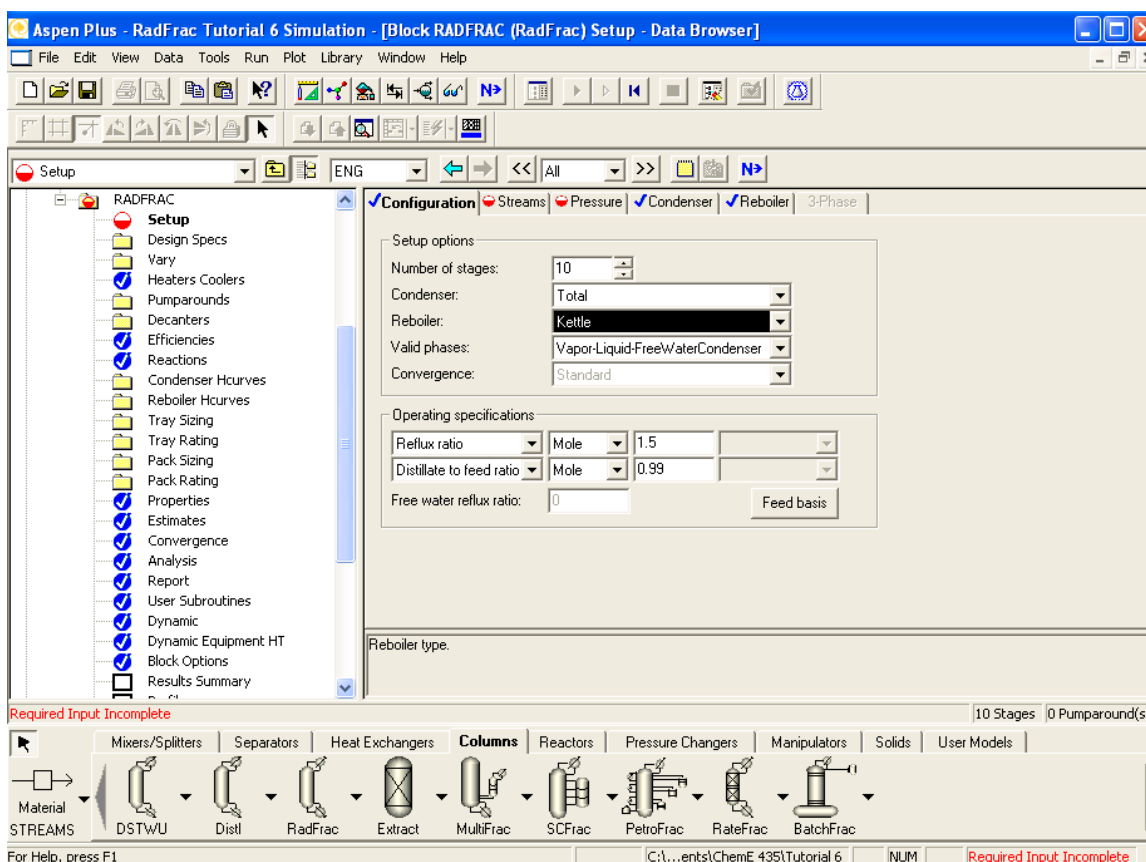 Aspen Plus - RadFrac Tutorial 6 Simulation - [Block RADFRAC (RadFrac) Setup - Data Browser]
File Edit View Data Tools Run Plot Library Window Help
N
Setup
ENG
<< All >>
N
RADFRAC
Setup
Design Specs
Vary
Heaters Coolers
Pumparounds
Decanters
Efficiencies
Reactions
Condenser Hcurves
Reboiler Hcurves
Tray Sizing
Tray Rating
Pack Sizing
Pack Rating
Properties
Estimates
Convergence
Analysis
Report
User Subroutines
Dynamic
Dynamic Equipment HT
Block Options
Results Summary
Configuration Streams Pressure Condenser Reboiler 3-Phase
Setup options
Number of stages: 10
Condenser: Total
Reboiler: Kettle
Valid phases: Vapor-Liquid-FreeWaterCondenser
Convergence: Standard
Operating specifications
Reflux ratio Mole 1.5
Distillate to feed ratio Mole 0.99
Free water reflux ratio: 0 Feed basis
Reboiler type.
Required Input Incomplete 10 Stages 0 Pumparound(s
Mixers/Splitters Separators Heat Exchangers Columns Reactors Pressure Changers Manipulators Solids User Models
Material
STREAMS DSTWU Distl RadFrac Extract MultiFrac SCFrac PetroFrac RateFrac BatchFrac
For Help, press F1 C:\...ents\ChemE 435\Tutorial 6 NUM Required Input Incomplete